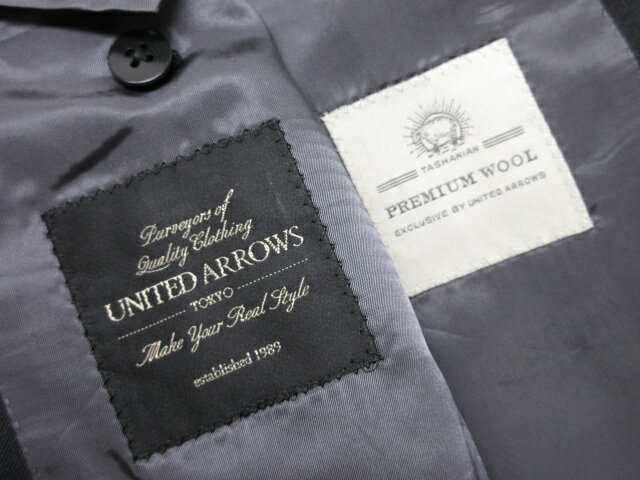 Purveyors of
Quality Clothing
UNITED ARROWS
TOKYO
Make Your Real Style
established 1989
TASMANIAN
PREMIUM WOOL
EXCLUSIVE BY UNITED ARROWS